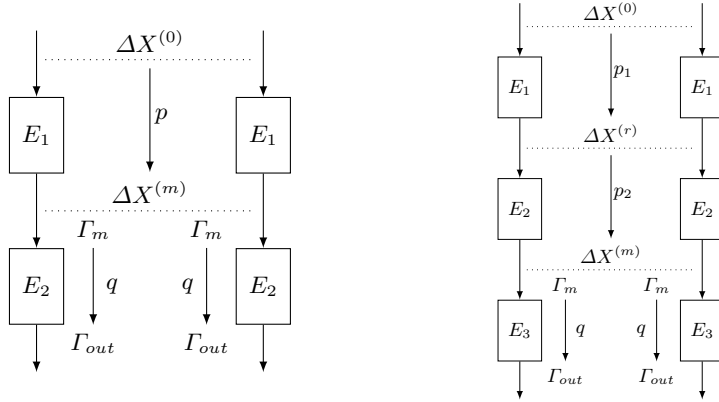 ΔX^(0)
E_1 E_1
p
ΔX^(m)
Γ_m Γ_m
E_2 q q E_2
Γ_out Γ_out
ΔX^(0)
p_1
E_1 E_1
ΔX^(r)
p_2
E_2 E_2
ΔX^(m)
Γ_m Γ_m
E_3 q q E_3
Γ_out Γ_out